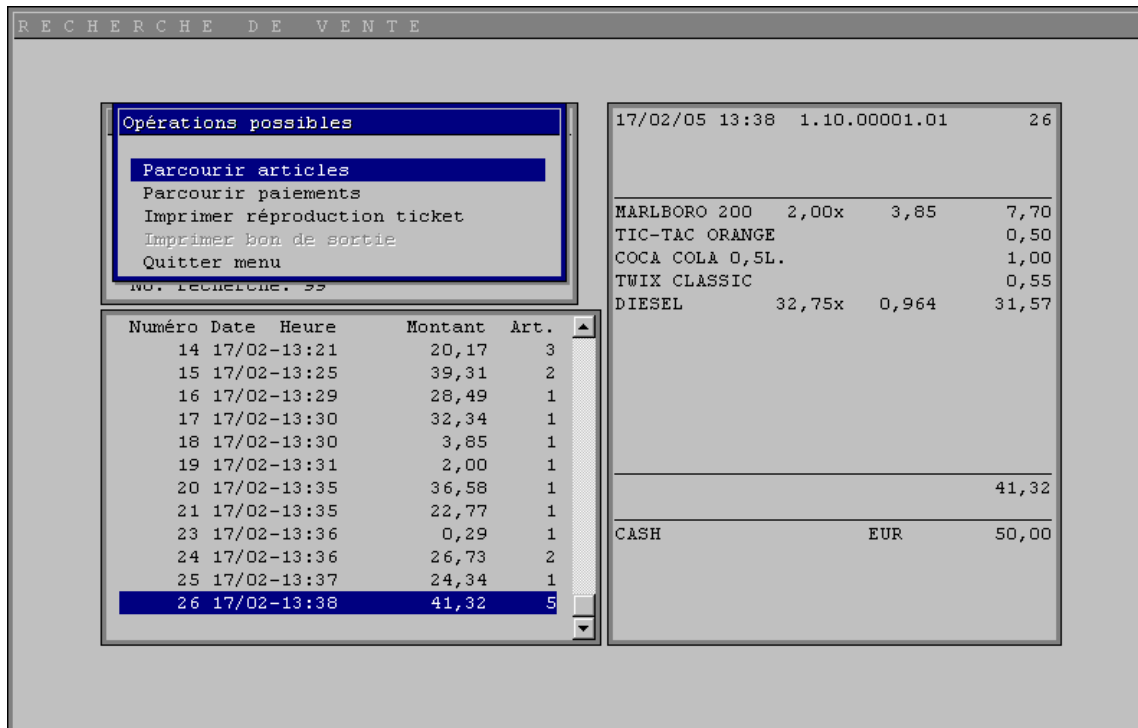 RECHERCHE DE VENTE
Opérations possibles
Parcourir articles
Parcourir paiements
Imprimer réproduction ticket
Imprimer bon de sortie
Quitter menu
No. recherche: 99
Numéro Date Heure Montant Art.
14 17/02-13:21 20,17 3
15 17/02-13:25 39,31 2
16 17/02-13:29 28,49 1
17 17/02-13:30 32,34 1
18 17/02-13:30 3,85 1
19 17/02-13:31 2,00 1
20 17/02-13:35 36,58 1
21 17/02-13:35 22,77 1
23 17/02-13:36 0,29 1
24 17/02-13:36 26,73 2
25 17/02-13:37 24,34 1
26 17/02-13:38 41,32 5
17/02/05 13:38 1.10.00001.01 26
MARLBORO 200 2,00x 3,85 7,70
TIC-TAC ORANGE 0,50
COCA COLA 0,5L. 1,00
TWIX CLASSIC 0,55
DIESEL 32,75x 0,964 31,57
41,32
CASH EUR 50,00